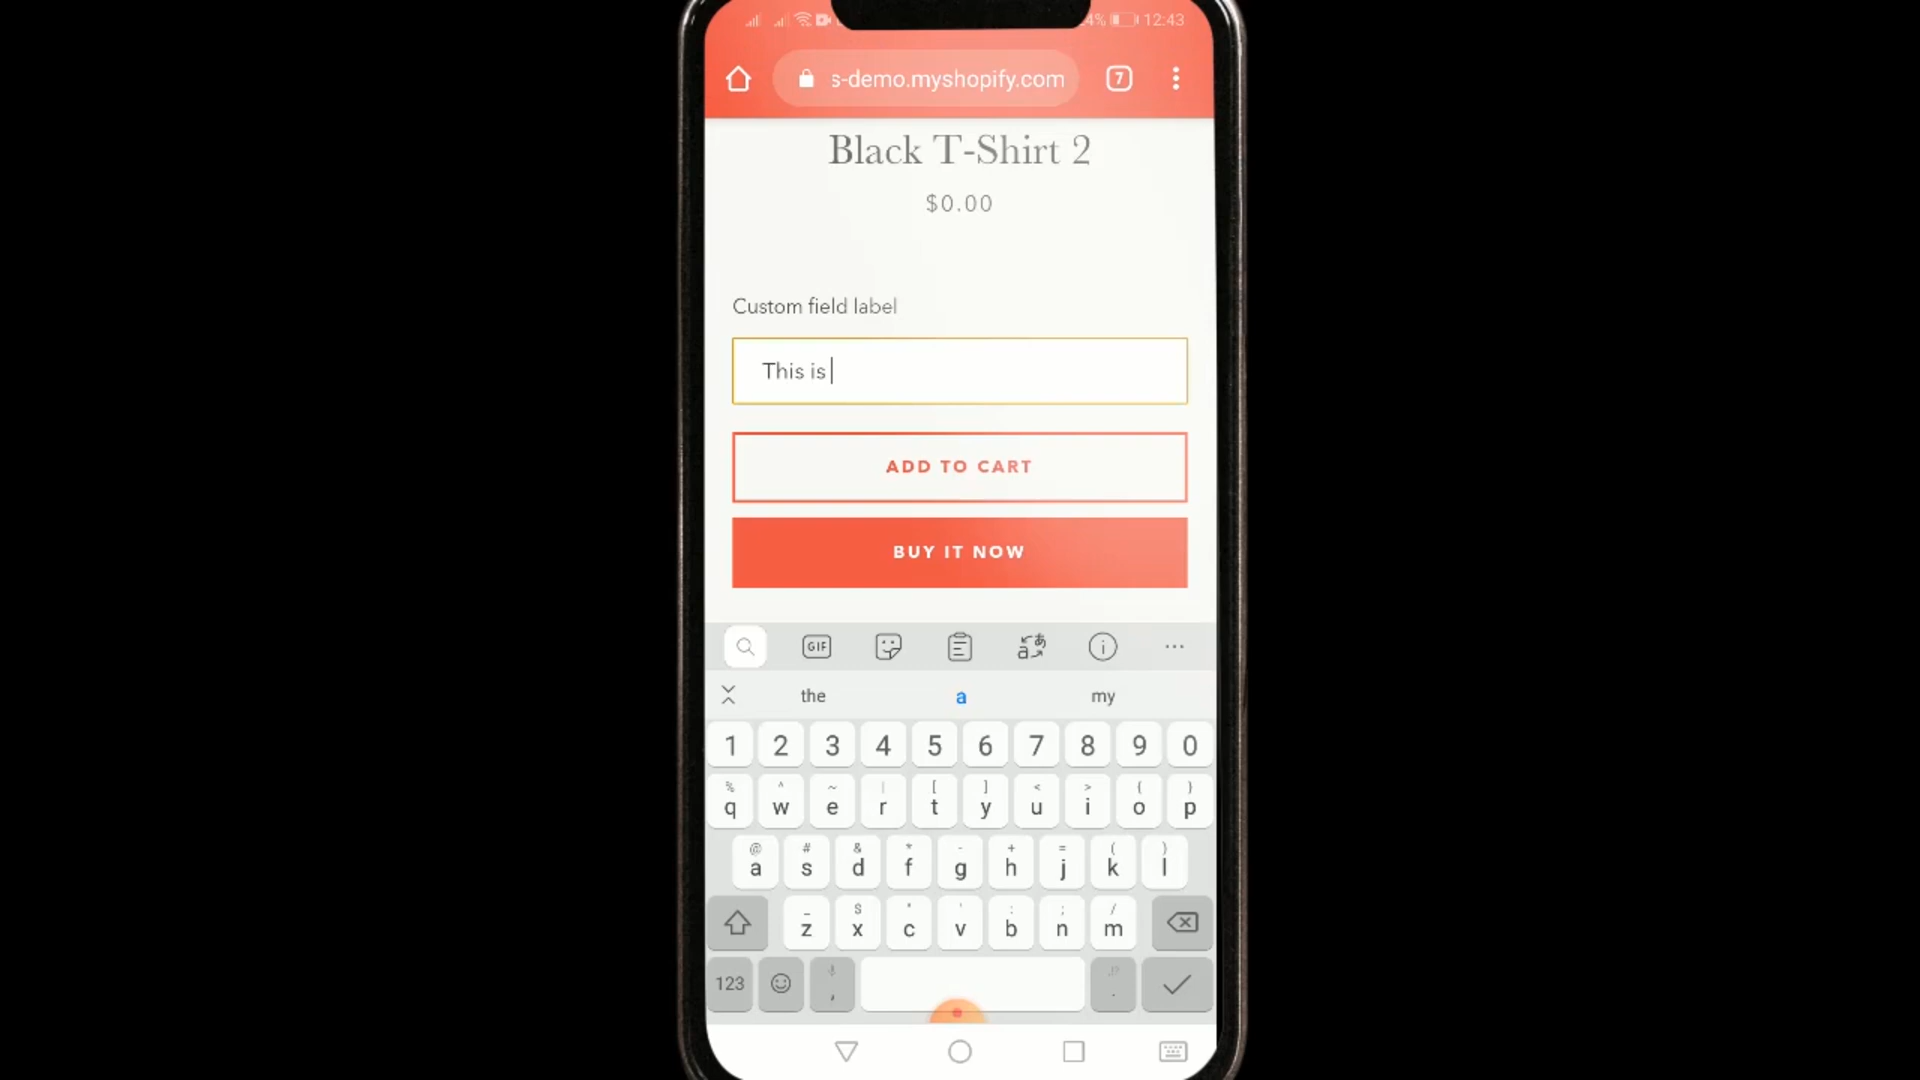 4% 12:43
s-demo.myshopify.com 7
Black T-Shirt 2
$0.00
Custom field label
This is
ADD TO CART
BUY IT NOW
GIF
the a my
1 2 3 4 5 6 7 8 9 0
% ^ ~ | [ ] < > { }
q w e r t y u i o p
@ # & * - + = ( )
a s d f g h j k l
_ $ " ' : ; /
z x c v b n m
123 , .